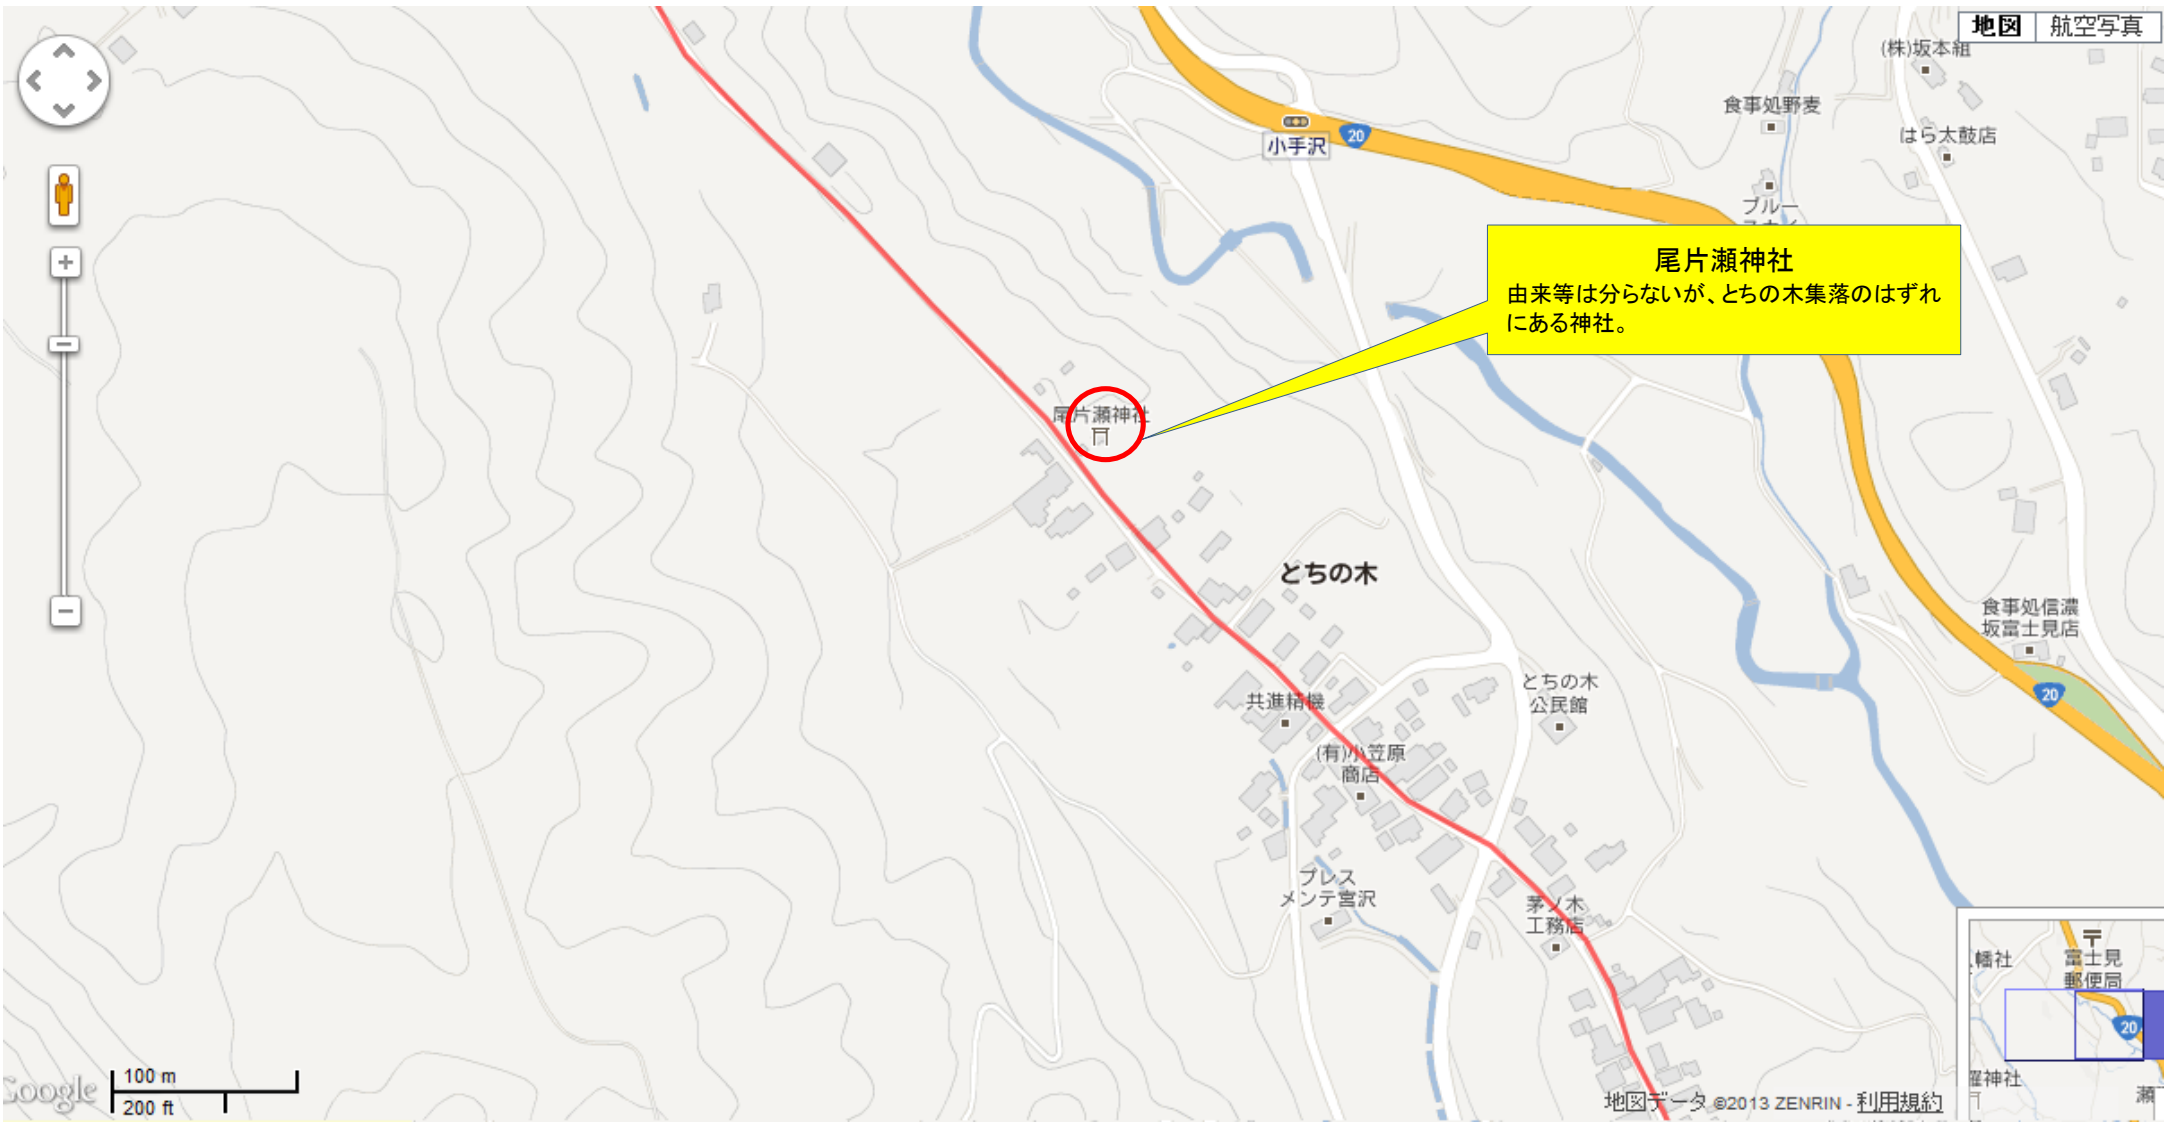 地図
航空写真
(株)坂本組
食事処野麦
はら太鼓店
小手沢
20
ブルー
尾片瀬神社
由来等は分らないが、とちの木集落のはずれ
にある神社。
尾片瀬神社
とちの木
食事処信濃
坂富士見店
20
とちの木
公民館
共進精機
(有)小笠原
商店
プレス
メンテ宮沢
茅ノ木
工務店
幡社
富士見
郵便局
20
羅神社
瀬
Google
100 m
200 ft
地図データ ©2013 ZENRIN - 利用規約